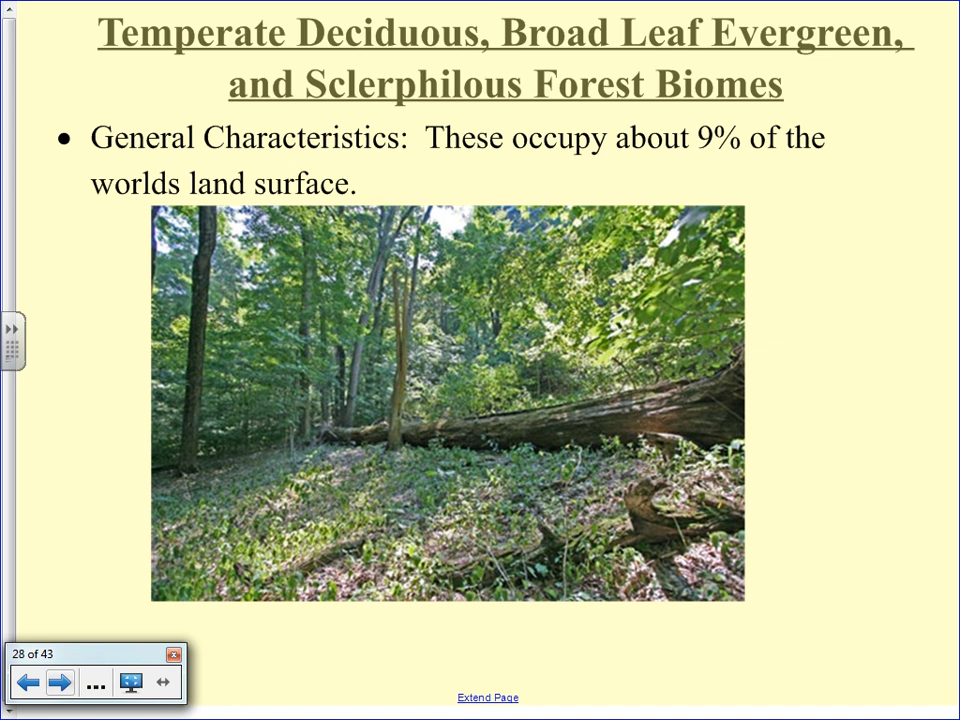 Temperate Deciduous, Broad Leaf Evergreen,
and Sclerphilous Forest Biomes
• General Characteristics: These occupy about 9% of the
worlds land surface.
28 of 43
Extend Page